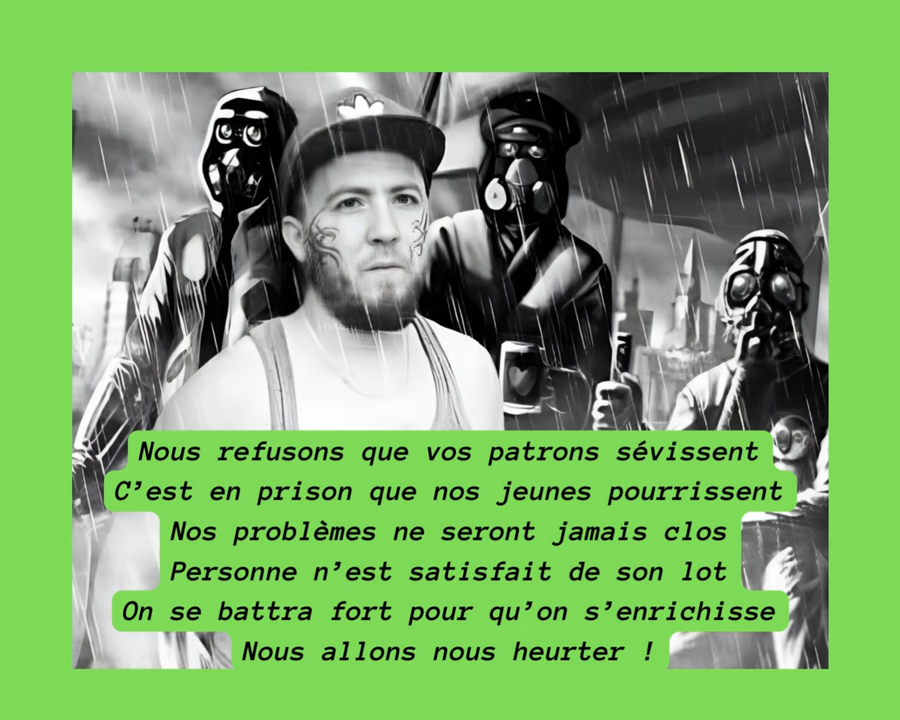 Nous refusons que vos patrons sévissent
C’est en prison que nos jeunes pourrissent
Nos problèmes ne seront jamais clos
Personne n’est satisfait de son lot
On se battra fort pour qu’on s’enrichisse
Nous allons nous heurter !